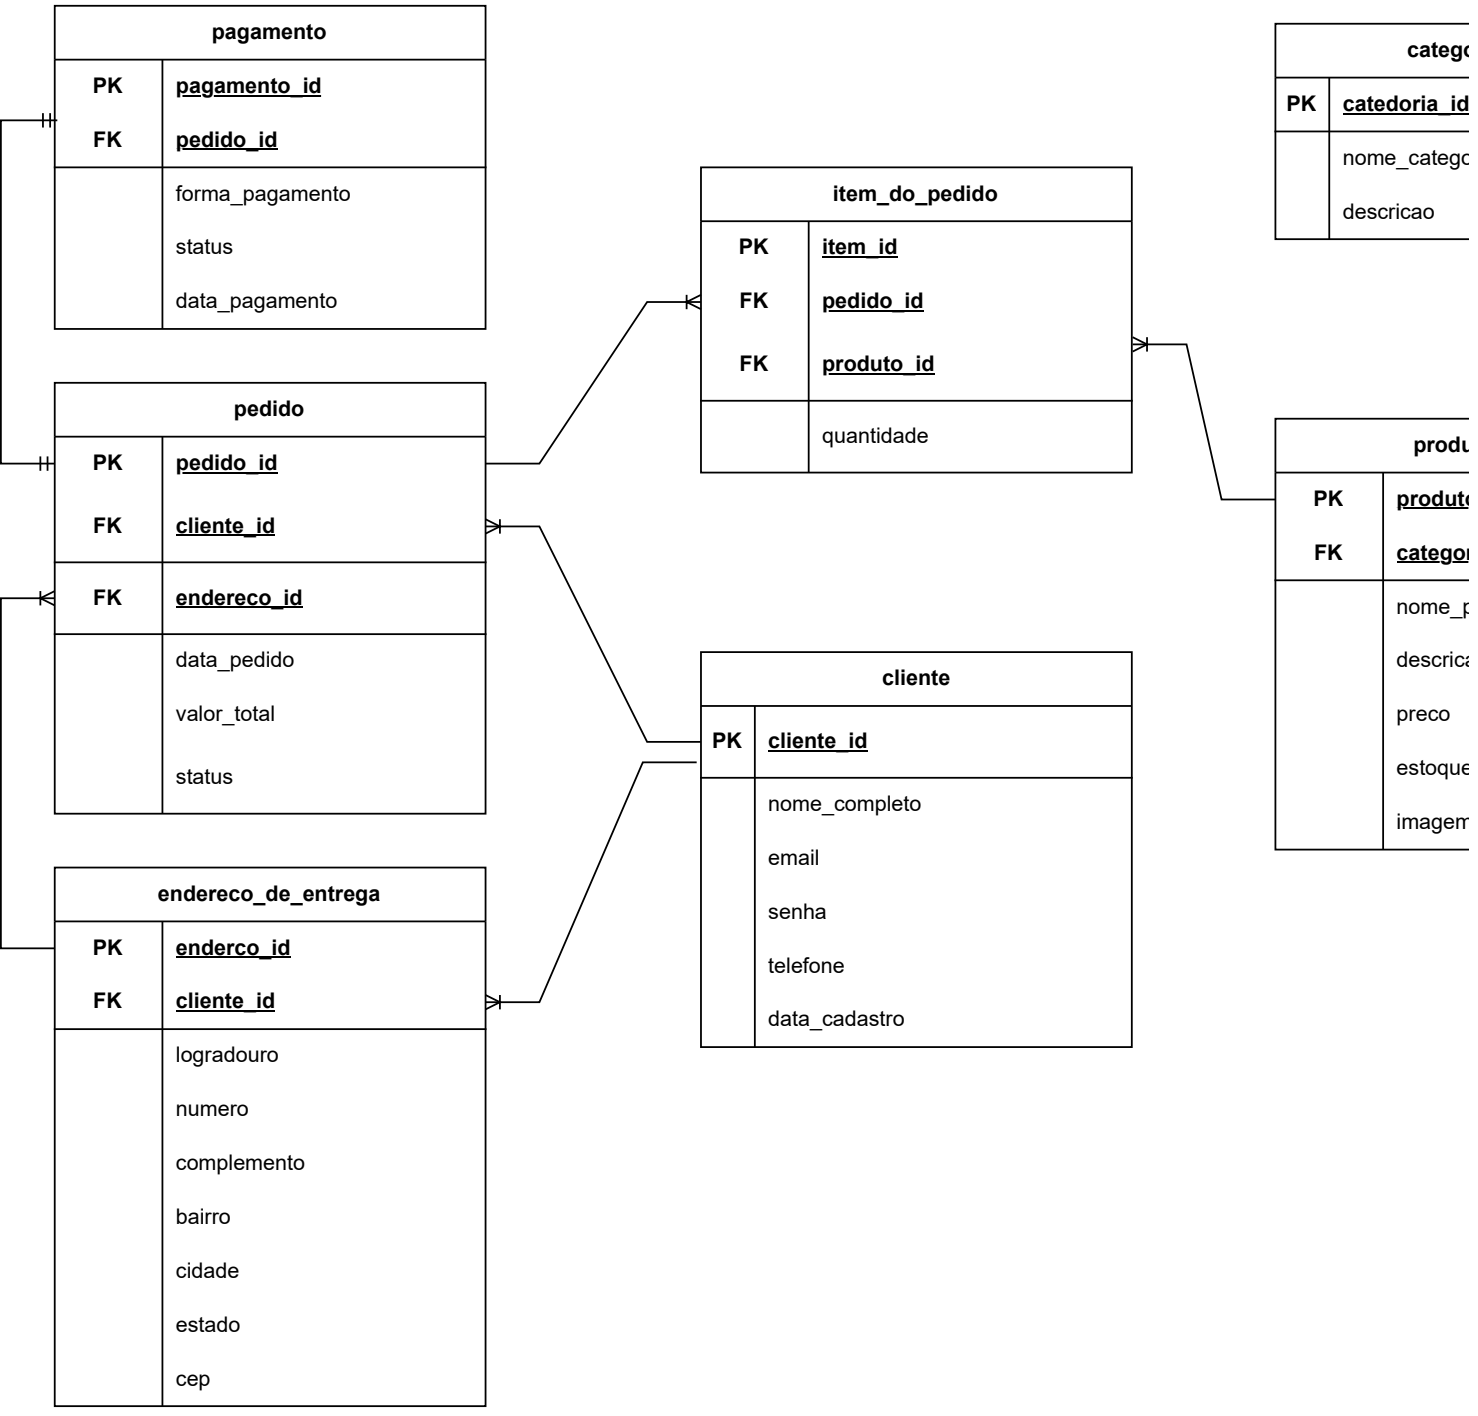 pagamento
PK pagamento_id
FK pedido_id
forma_pagamento
status
data_pagamento
pedido
PK pedido_id
FK cliente_id
FK endereco_id
data_pedido
valor_total
status
endereco_de_entrega
PK enderco_id
FK cliente_id
logradouro
numero
complemento
bairro
cidade
estado
cep
item_do_pedido
PK item_id
FK pedido_id
FK produto_id
quantidade
cliente
PK cliente_id
nome_completo
email
senha
telefone
data_cadastro
PK catedoria_id
descricao
PK
FK
preco
estoque
imagem